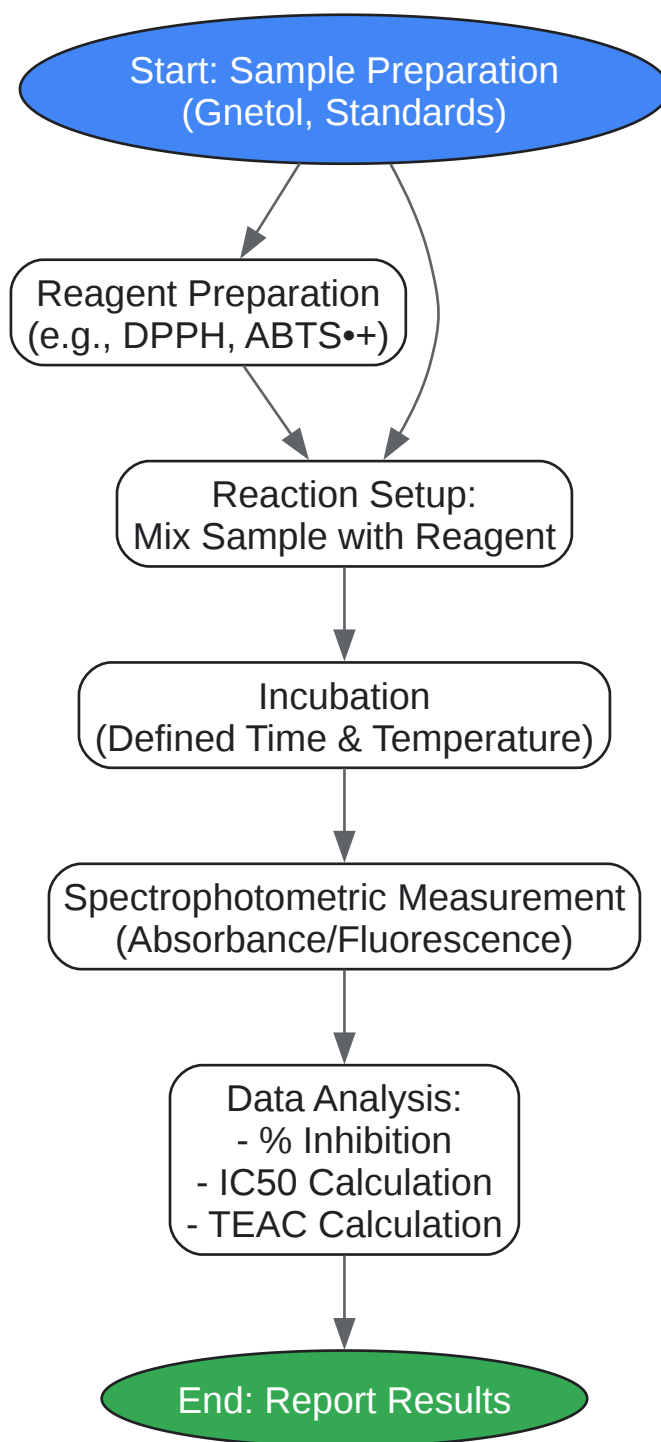 Start: Sample Preparation
(Gnetol, Standards)
Reagent Preparation
(e.g., DPPH, ABTS•+)
Reaction Setup:
Mix Sample with Reagent
Incubation
(Defined Time & Temperature)
Spectrophotometric Measurement
(Absorbance/Fluorescence)
Data Analysis:
- % Inhibition
- IC50 Calculation
- TEAC Calculation
End: Report Results